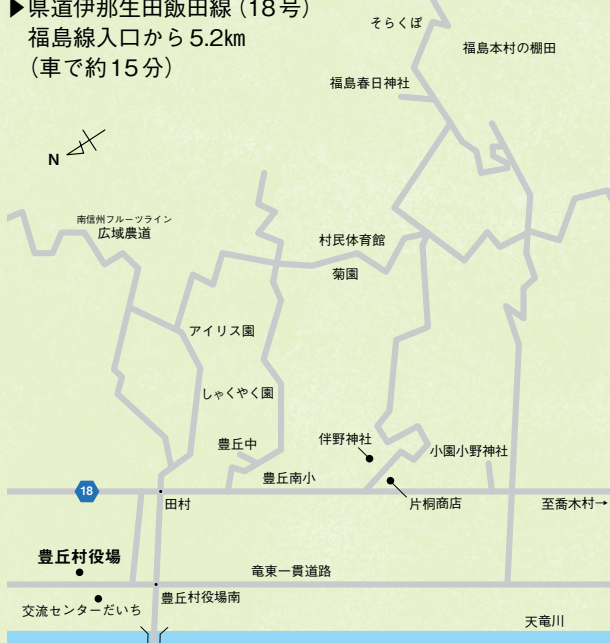 ▶県道伊那生田飯田線(18号)
福島線入口から5.2km
(車で約15分)
そらくぼ
福島本村の棚田
福島春日神社
N
南信州フルーツライン
広域農道
村民体育館
菊園
アイリス園
しゃくやく園
豊丘中
伴野神社
小園小野神社
豊丘南小
18
田村
片桐商店
至喬木村→
豊丘村役場
竜東一貫道路
交流センターだいち
豊丘村役場南
天竜川